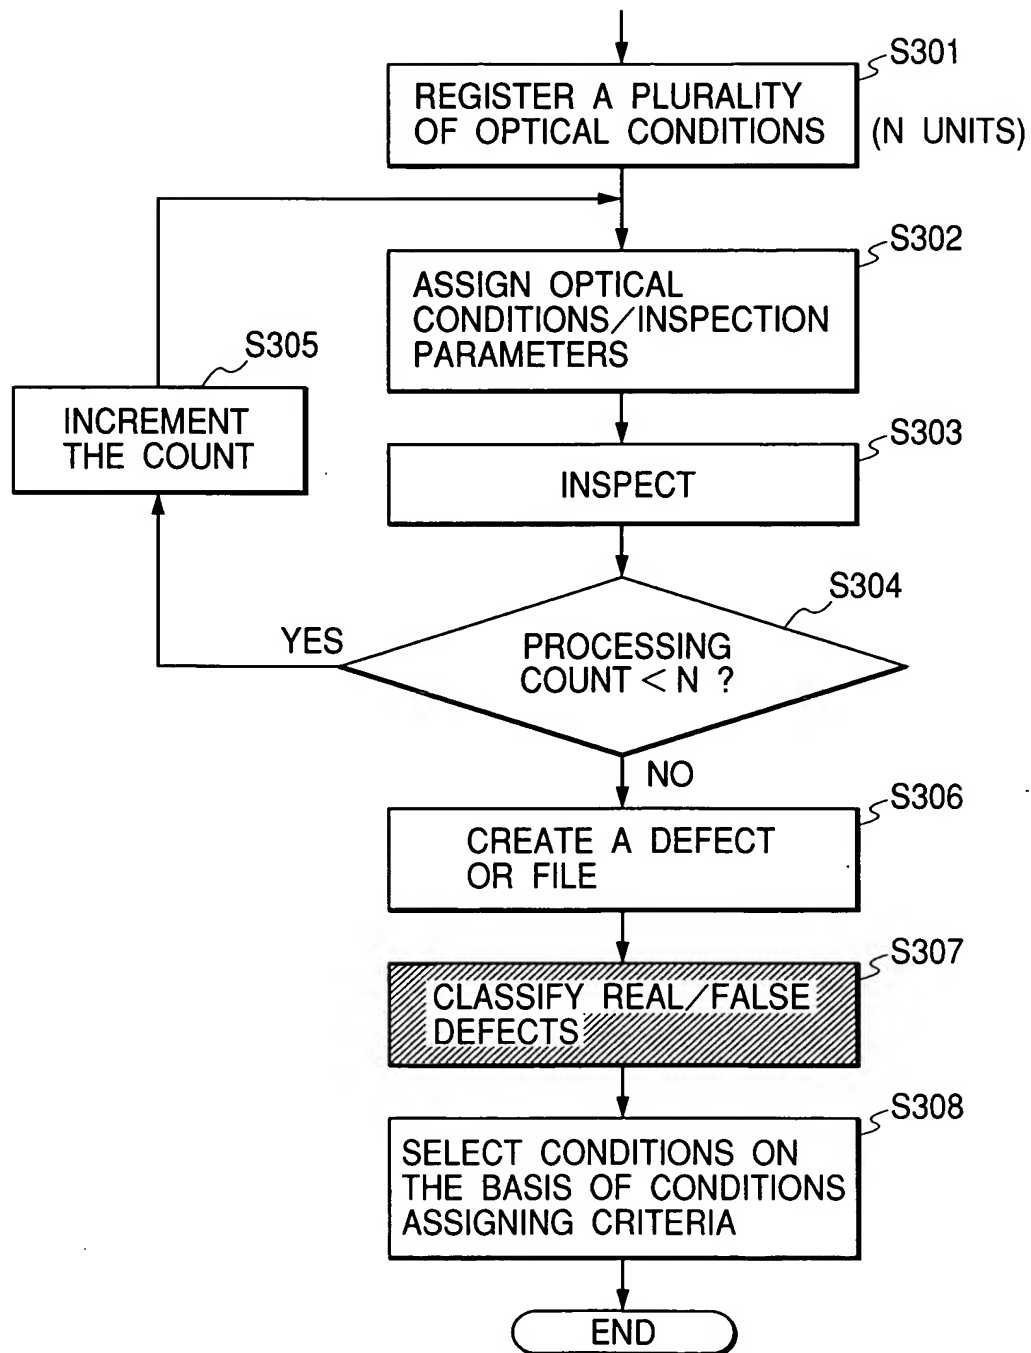 S301
REGISTER A PLURALITY
OF OPTICAL CONDITIONS
(N UNITS)
S302
ASSIGN OPTICAL
CONDITIONS/INSPECTION
PARAMETERS
S305
INCREMENT
THE COUNT
S303
INSPECT
S304
YES
PROCESSING
COUNT < N ?
NO
S306
CREATE A DEFECT
OR FILE
S307
CLASSIFY REAL/FALSE
DEFECTS
S308
SELECT CONDITIONS ON
THE BASIS OF CONDITIONS
ASSIGNING CRITERIA
END